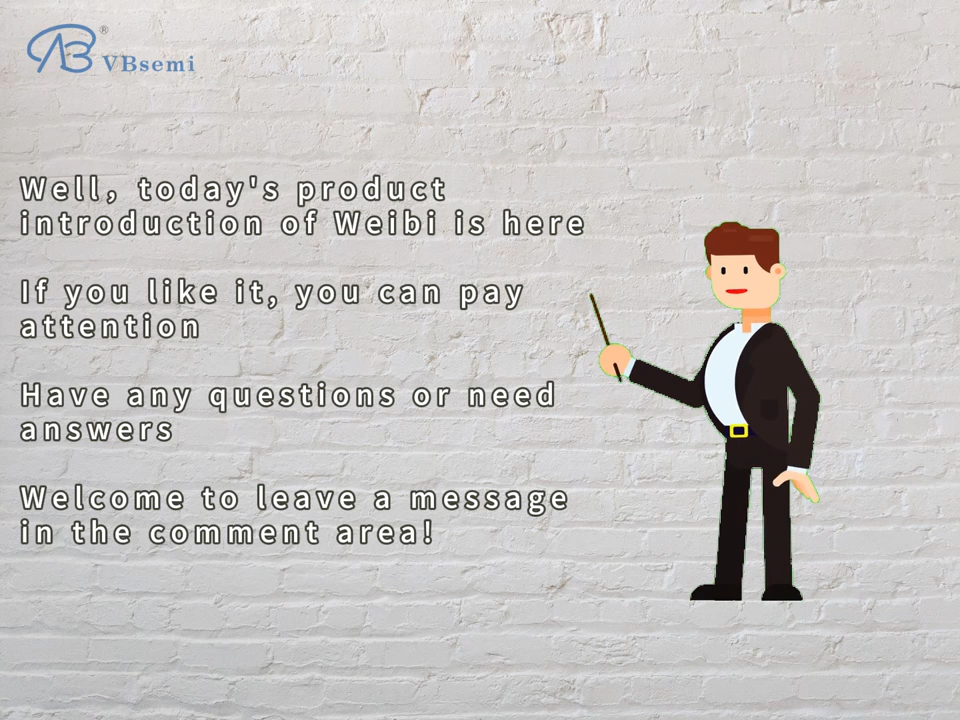 VBsemi
Well, today's product
introduction of Weibi is here
If you like it, you can pay
attention
Have any questions or need
answers
Welcome to leave a message
in the comment area!